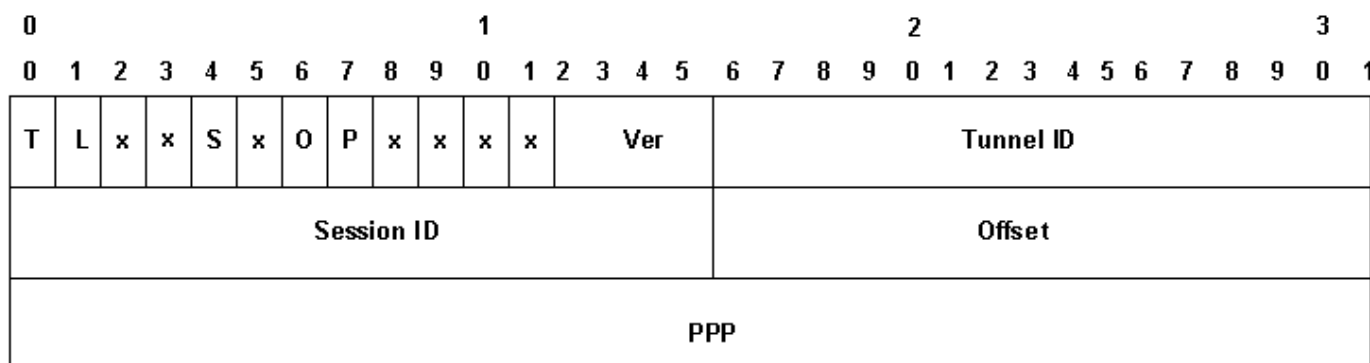 0 1 2 3
0 1 2 3 4 5 6 7 8 9 0 1 2 3 4 5 6 7 8 9 0 1 2 3 4 5 6 7 8 9 0 1
T L x x S x O P x x x x Ver Tunnel ID
Session ID Offset
PPP